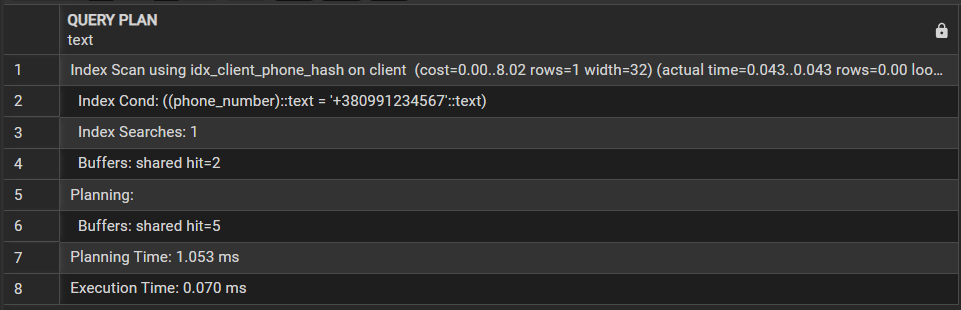 QUERY PLAN
text
1 Index Scan using idx_client_phone_hash on client (cost=0.00..8.02 rows=1 width=32) (actual time=0.043..0.043 rows=0.00 loo...
2 Index Cond: ((phone_number)::text = '+380991234567'::text)
3 Index Searches: 1
4 Buffers: shared hit=2
5 Planning:
6 Buffers: shared hit=5
7 Planning Time: 1.053 ms
8 Execution Time: 0.070 ms